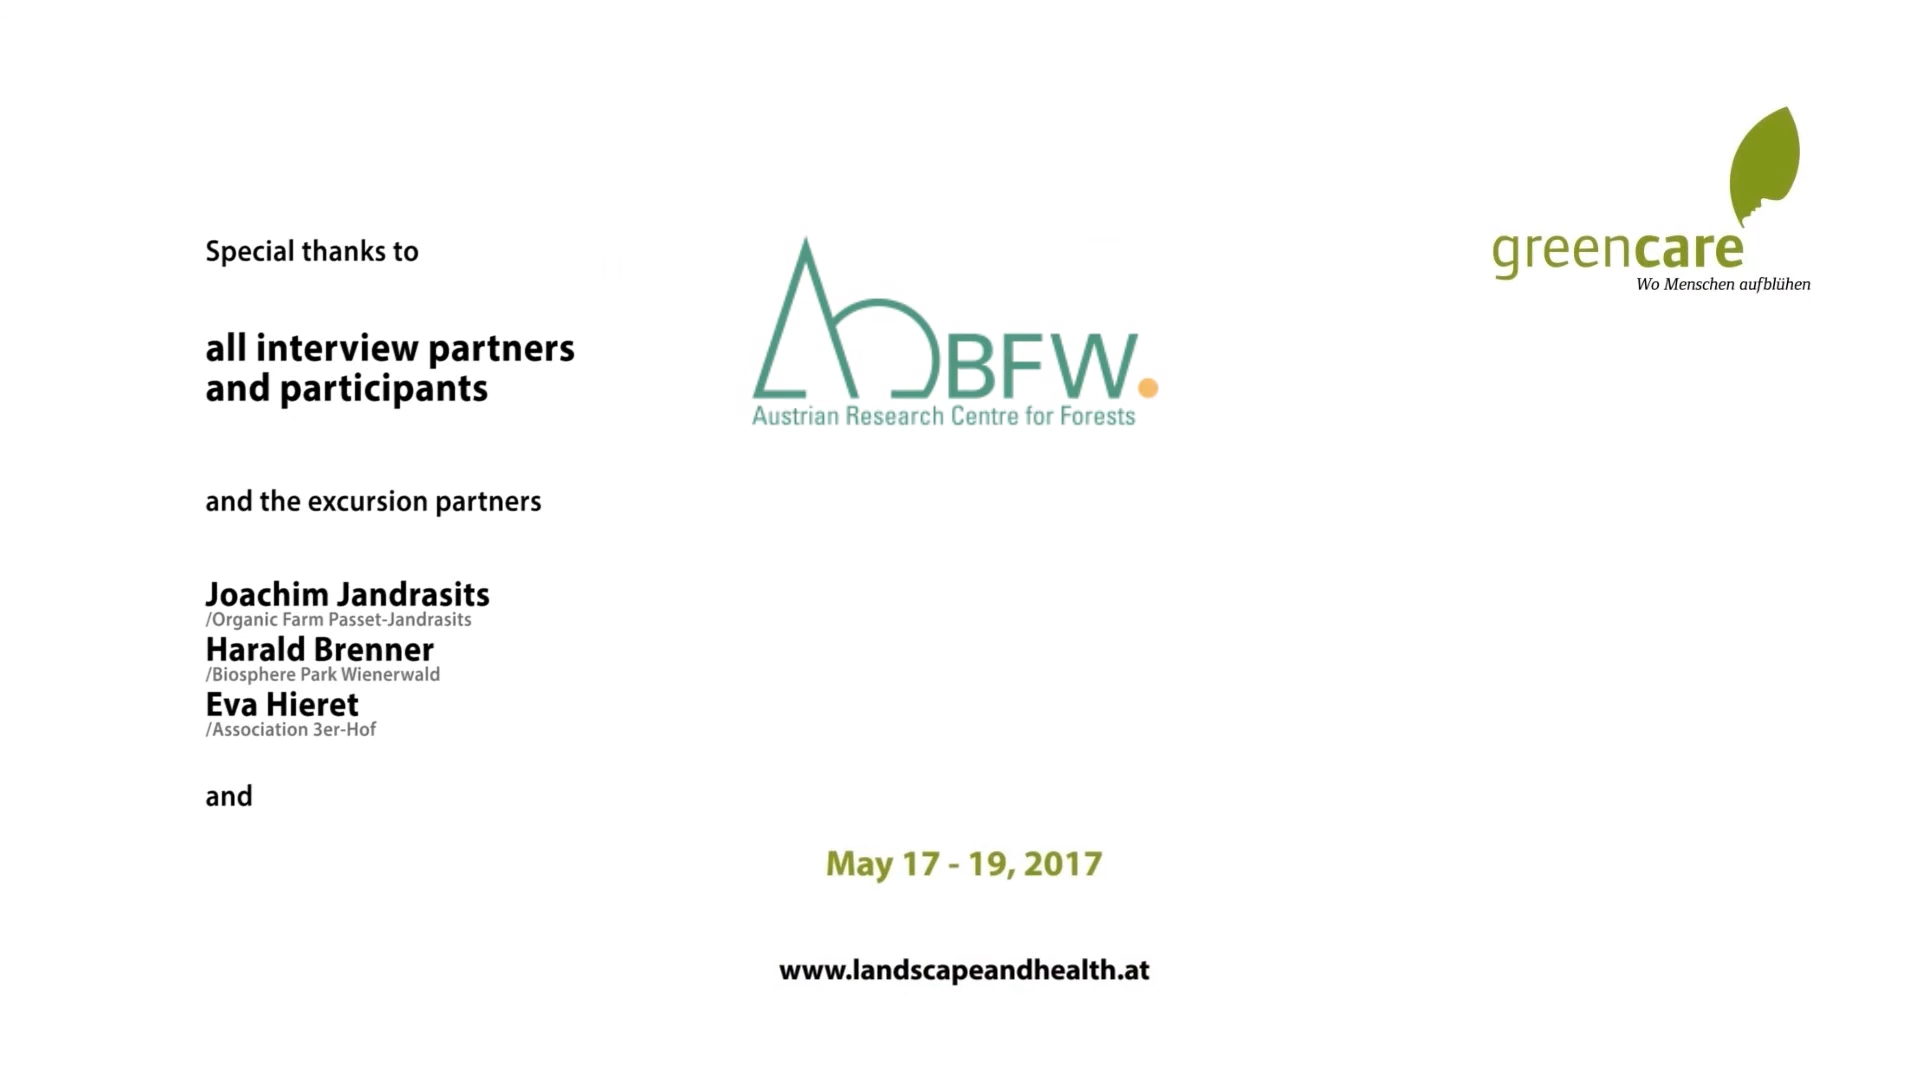 Special thanks to
all interview partners
and participants
and the excursion partners
Joachim Jandrasits
/Organic Farm Passet-Jandrasits
Harald Brenner
/Biosphere Park Wienerwald
Eva Hieret
/Association 3er-Hof
and
BFW.
Austrian Research Centre for Forests
greencare
Wo Menschen aufblühen
May 17 - 19, 2017
www.landscapeandhealth.at